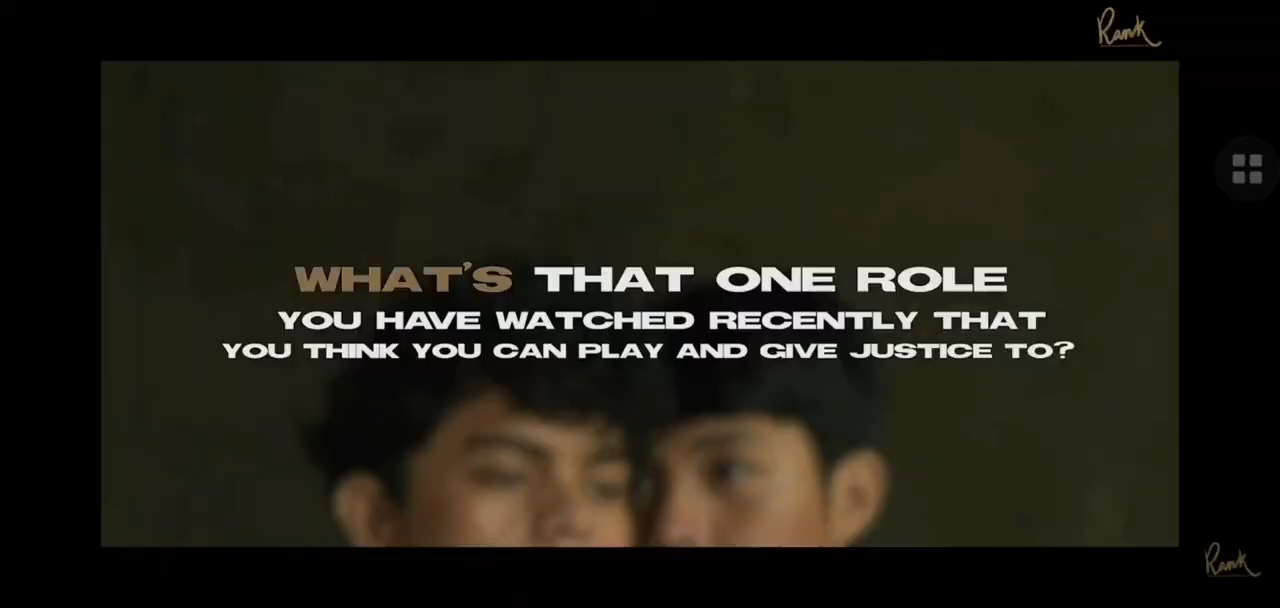 Rank
WHAT'S THAT ONE ROLE
YOU HAVE WATCHED RECENTLY THAT
YOU THINK YOU CAN PLAY AND GIVE JUSTICE TO?
Rank